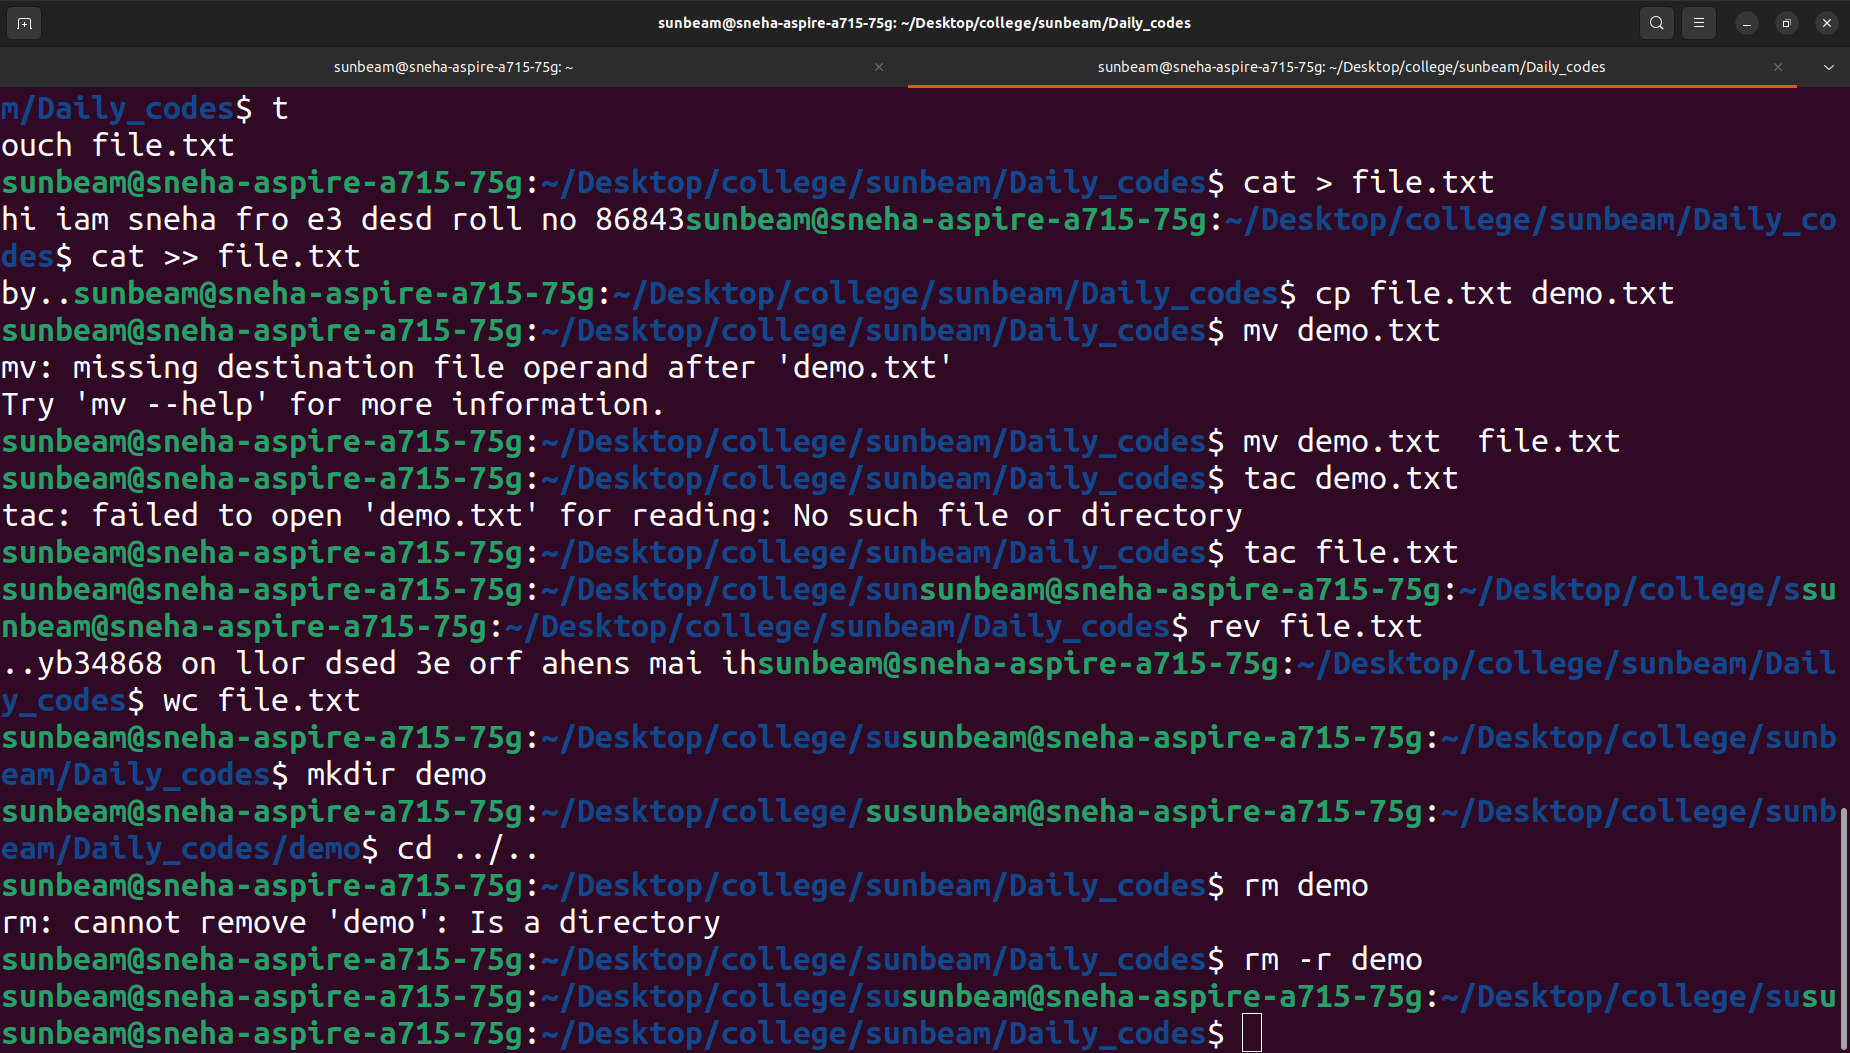 sunbeam@sneha-aspire-a715-75g: ~/Desktop/college/sunbeam/Daily_codes
sunbeam@sneha-aspire-a715-75g: ~
sunbeam@sneha-aspire-a715-75g: ~/Desktop/college/sunbeam/Daily_codes
m/Daily_codes$ t
ouch file.txt
sunbeam@sneha-aspire-a715-75g:~/Desktop/college/sunbeam/Daily_codes$ cat > file.txt
hi iam sneha fro e3 desd roll no 86843sunbeam@sneha-aspire-a715-75g:~/Desktop/college/sunbeam/Daily_co
des$ cat >> file.txt
by..sunbeam@sneha-aspire-a715-75g:~/Desktop/college/sunbeam/Daily_codes$ cp file.txt demo.txt
sunbeam@sneha-aspire-a715-75g:~/Desktop/college/sunbeam/Daily_codes$ mv demo.txt
mv: missing destination file operand after 'demo.txt'
Try 'mv --help' for more information.
sunbeam@sneha-aspire-a715-75g:~/Desktop/college/sunbeam/Daily_codes$ mv demo.txt  file.txt
sunbeam@sneha-aspire-a715-75g:~/Desktop/college/sunbeam/Daily_codes$ tac demo.txt
tac: failed to open 'demo.txt' for reading: No such file or directory
sunbeam@sneha-aspire-a715-75g:~/Desktop/college/sunbeam/Daily_codes$ tac file.txt
sunbeam@sneha-aspire-a715-75g:~/Desktop/college/sunsunbeam@sneha-aspire-a715-75g:~/Desktop/college/ssu
nbeam@sneha-aspire-a715-75g:~/Desktop/college/sunbeam/Daily_codes$ rev file.txt
..yb34868 on llor dsed 3e orf ahens mai ihsunbeam@sneha-aspire-a715-75g:~/Desktop/college/sunbeam/Dail
y_codes$ wc file.txt
sunbeam@sneha-aspire-a715-75g:~/Desktop/college/susunbeam@sneha-aspire-a715-75g:~/Desktop/college/sunb
eam/Daily_codes$ mkdir demo
sunbeam@sneha-aspire-a715-75g:~/Desktop/college/susunbeam@sneha-aspire-a715-75g:~/Desktop/college/sunb
eam/Daily_codes/demo$ cd ../..
sunbeam@sneha-aspire-a715-75g:~/Desktop/college/sunbeam/Daily_codes$ rm demo
rm: cannot remove 'demo': Is a directory
sunbeam@sneha-aspire-a715-75g:~/Desktop/college/sunbeam/Daily_codes$ rm -r demo
sunbeam@sneha-aspire-a715-75g:~/Desktop/college/susunbeam@sneha-aspire-a715-75g:~/Desktop/college/susu
sunbeam@sneha-aspire-a715-75g:~/Desktop/college/sunbeam/Daily_codes$